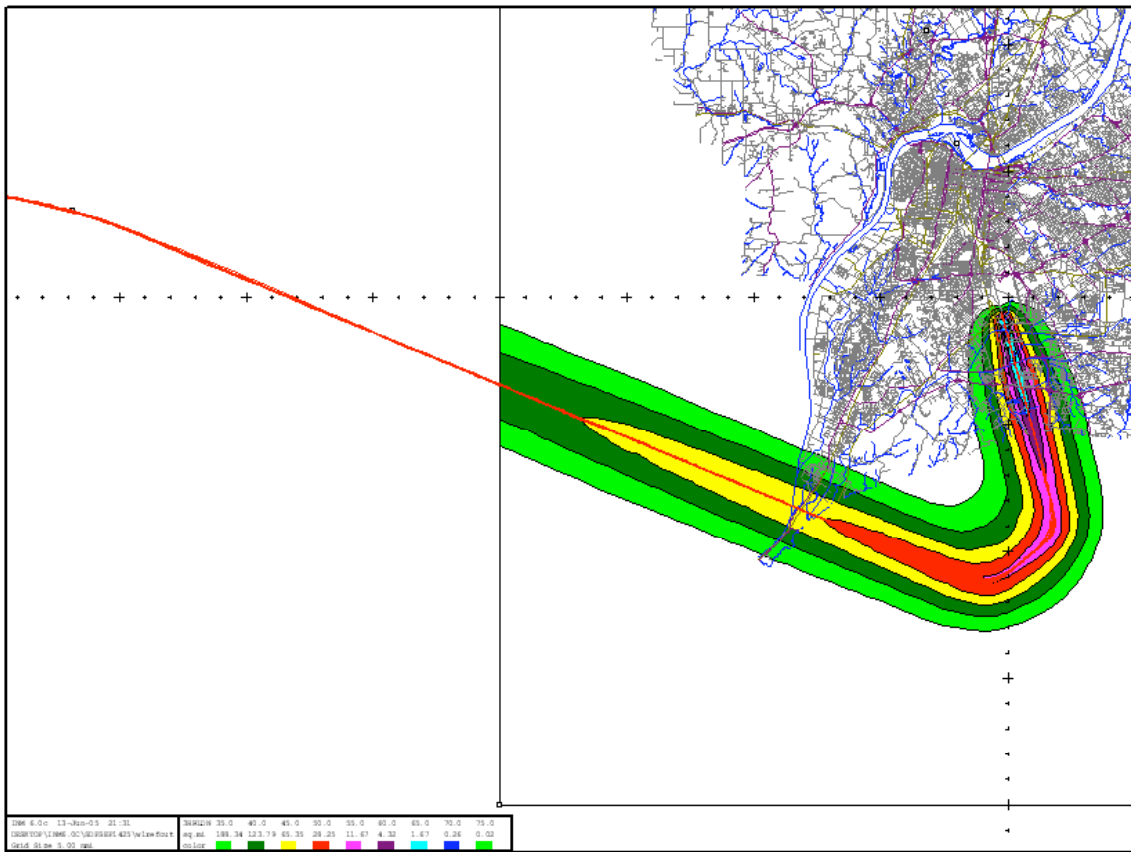 INM 6.0c 13-Jun-05 21:31
Grid Size 5.00 nmi
35.0 40.0 45.0 50.0 55.0 60.0 65.0 70.0 75.0
sq.mi 188.34 123.79 65.35 28.25 11.67 4.32 1.67 0.26 0.02
color